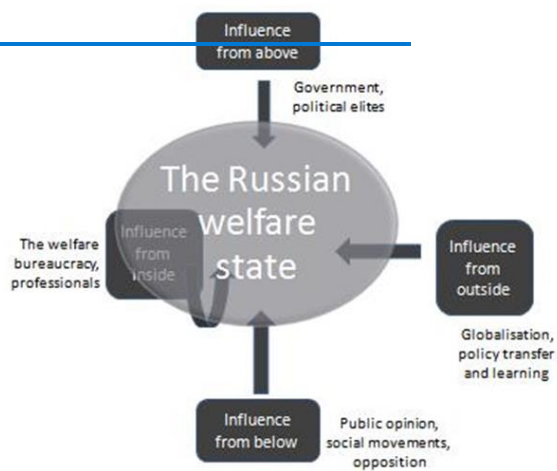 Influence
from above
Government,
political elites
The Russian
welfare
state
Influence
from
inside
The welfare
bureaucracy,
professionals
Influence
from
outside
Globalisation,
policy transfer
and learning
Influence
from below
Public opinion,
social movements,
opposition